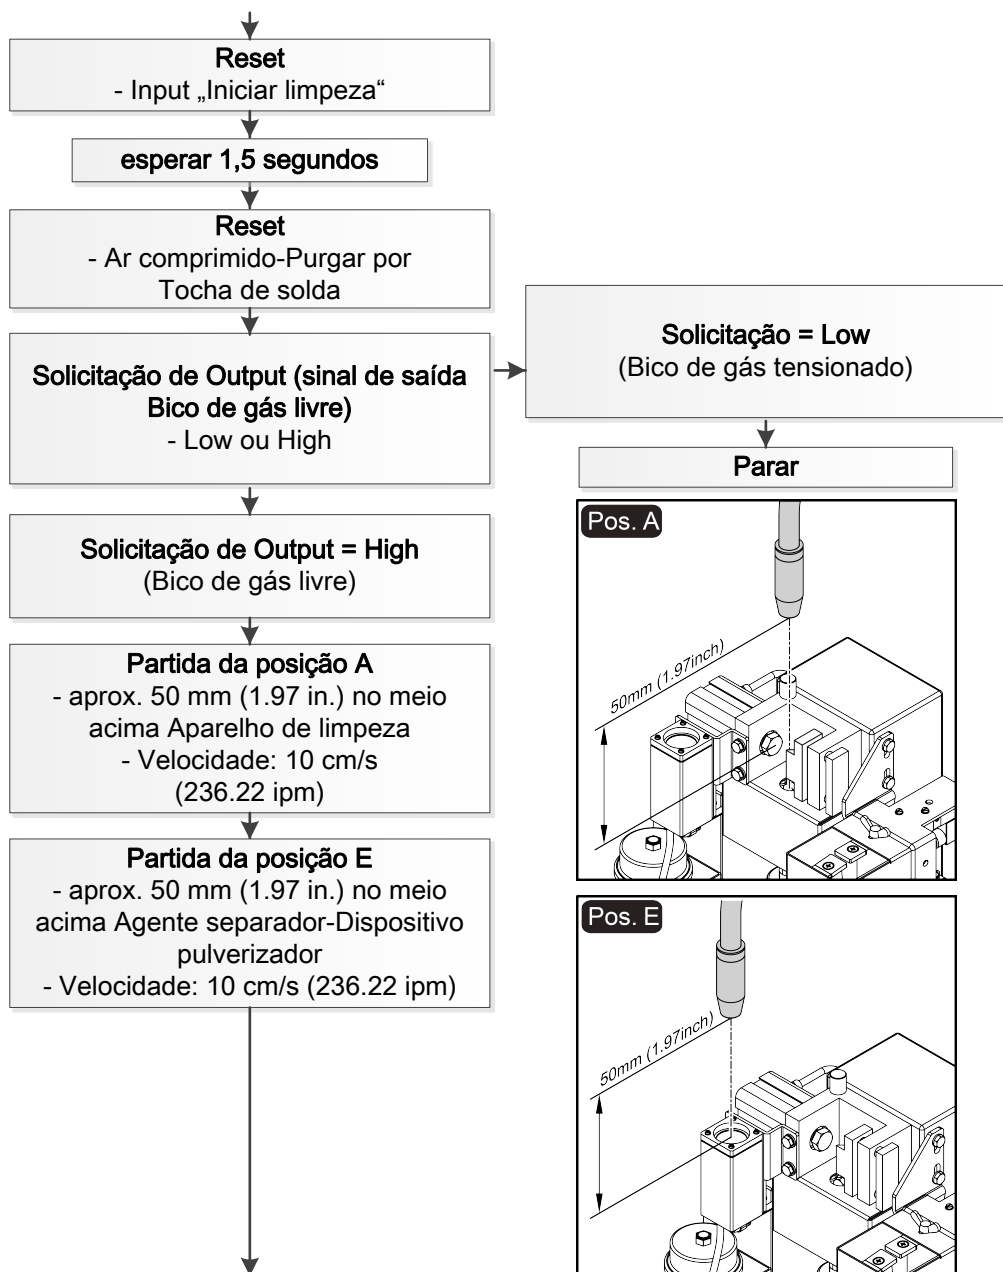 Reset
- Input „Iniciar limpeza“
esperar 1,5 segundos
Reset
- Ar comprimido-Purgar por
Tocha de solda
Solicitação de Output (sinal de saída
Bico de gás livre)
- Low ou High
Solicitação = Low
(Bico de gás tensionado)
Parar
Solicitação de Output = High
(Bico de gás livre)
Partida da posição A
- aprox. 50 mm (1.97 in.) no meio
acima Aparelho de limpeza
- Velocidade: 10 cm/s
(236.22 ipm)
Partida da posição E
- aprox. 50 mm (1.97 in.) no meio
acima Agente separador-Dispositivo
pulverizador
- Velocidade: 10 cm/s (236.22 ipm)
Pos. A
50mm (1.97inch)
Pos. E
50mm (1.97inch)